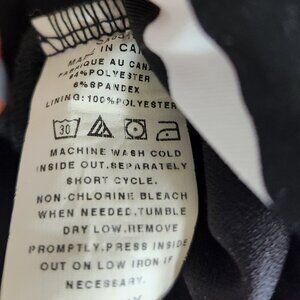 MADE IN CAN
FABRIQUE AU CAN
94%POLYESTER
6%SPANDEX
LINING: 100%POLYESTER
30
MACHINE WASH COLD
INSIDE OUT.SEPARATELY
SHORT CYCLE.
NON-CHLORINE BLEACH
WHEN NEEDED.TUMBLE
DRY LOW.REMOVE
PROMPTLY.PRESS INSIDE
OUT ON LOW IRON IF
NECESSARY.